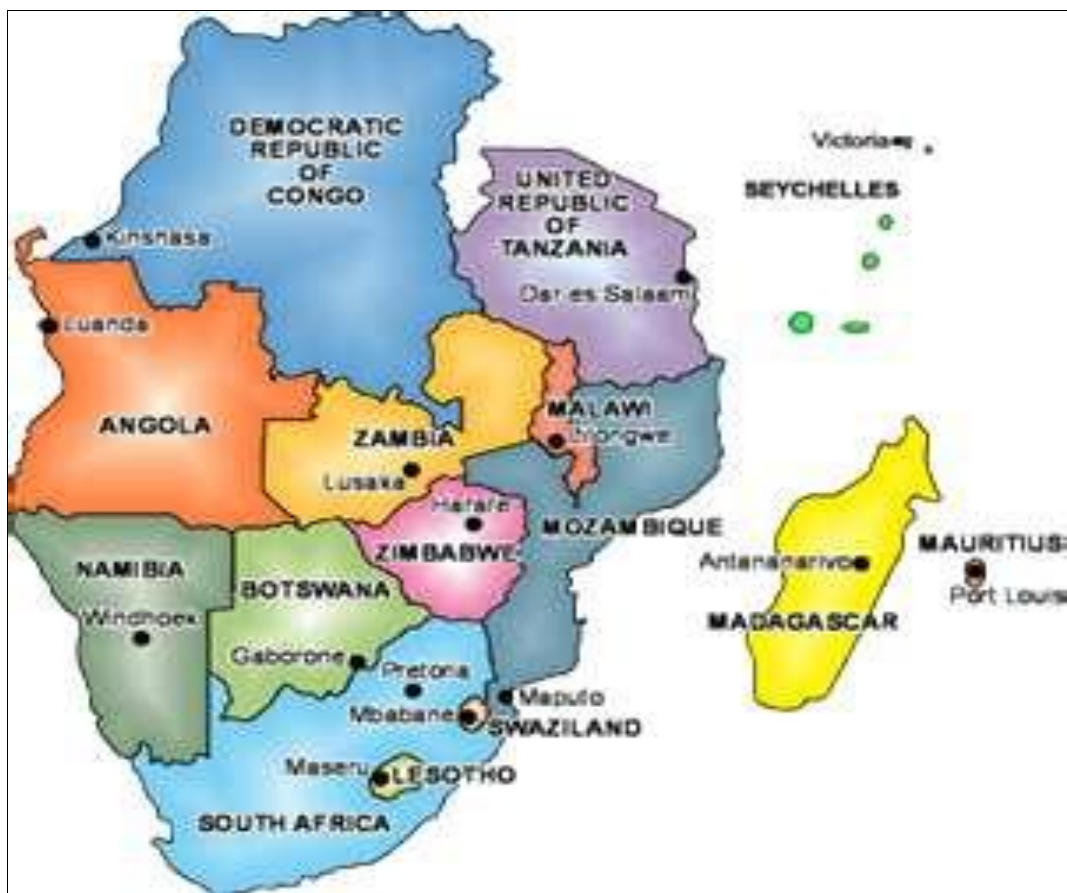 DEMOCRATIC
REPUBLIC
OF
CONGO
Kinshasa
UNITED
REPUBLIC
OF
TANZANIA
Dar es Salaam
Victoria
SEYCHELLES
Luanda
ANGOLA
ZAMBIA
Lusaka
MALAWI
Lilongwe
Harare
ZIMBABWE
MOZAMBIQUE
NAMIBIA
Windhoek
BOTSWANA
Gaborone
Antananarivo
MADAGASCAR
MAURITIUS
Port Louis
Pretoria
Maputo
Mbabane
SWAZILAND
Maseru
LESOTHO
SOUTH AFRICA